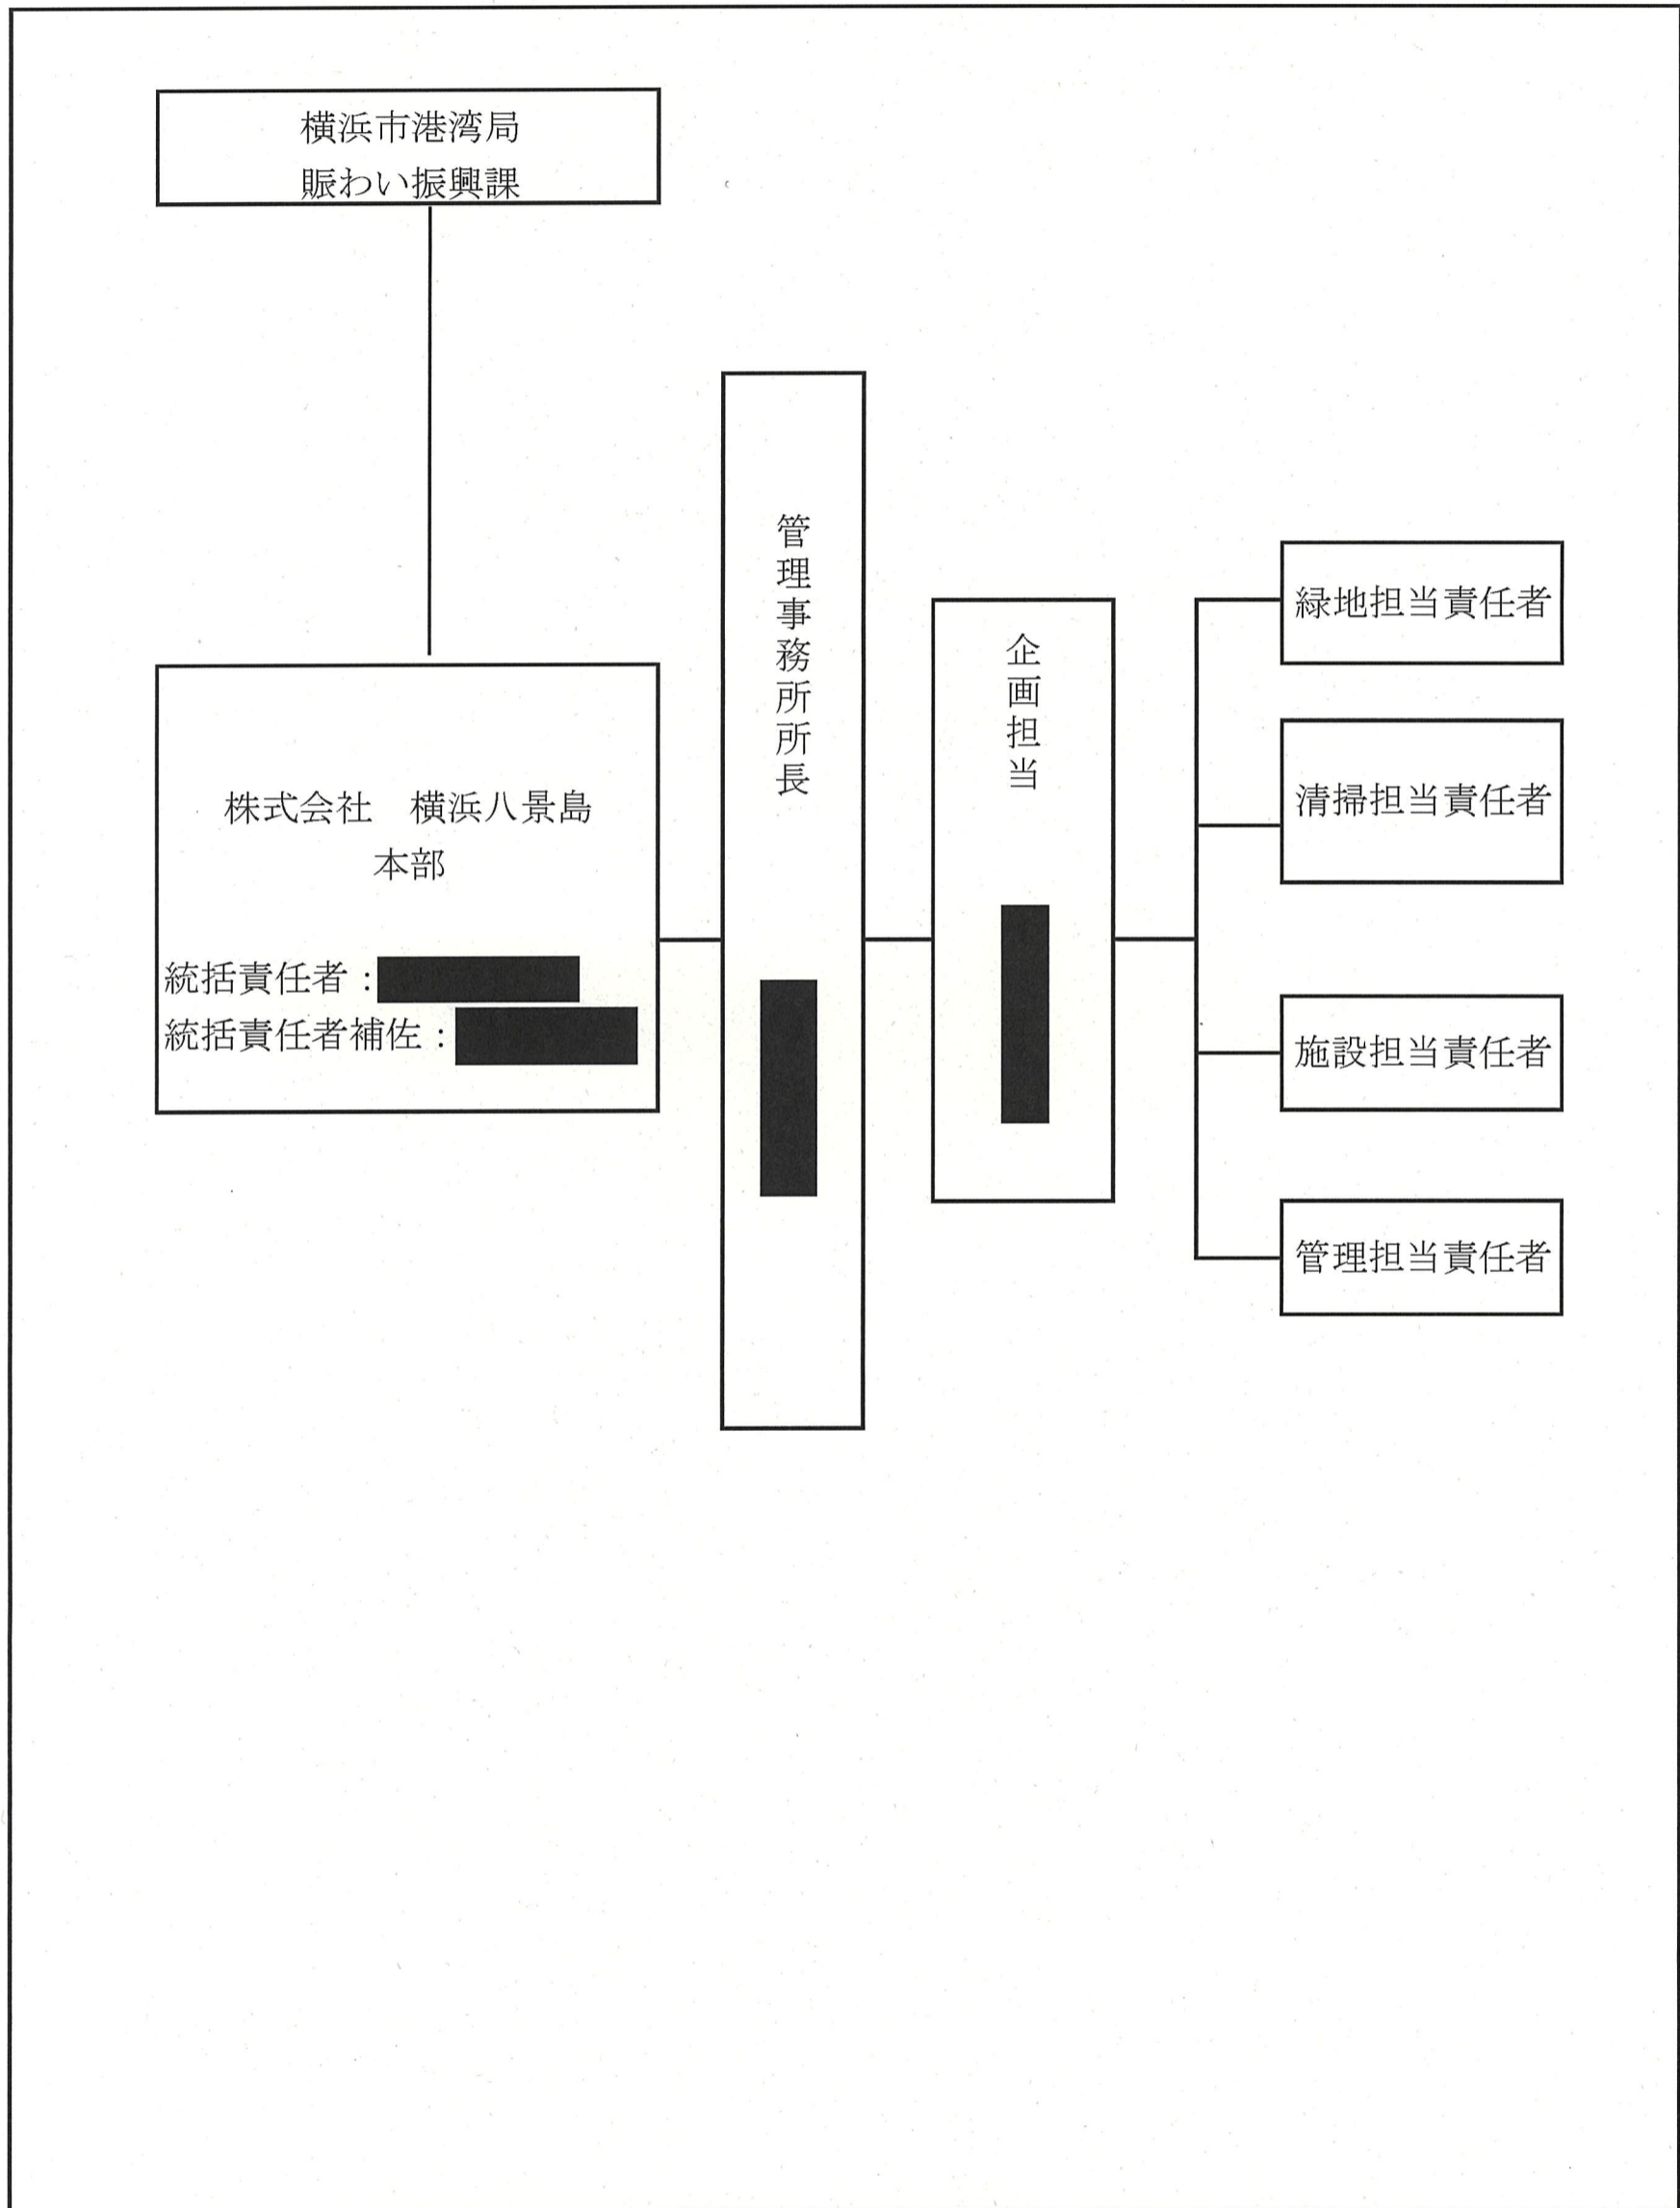 横浜市港湾局
賑わい振興課
株式会社　横浜八景島
本部
統括責任者：
統括責任者補佐：
管理事務所所長
企画担当
緑地担当責任者
清掃担当責任者
施設担当責任者
管理担当責任者